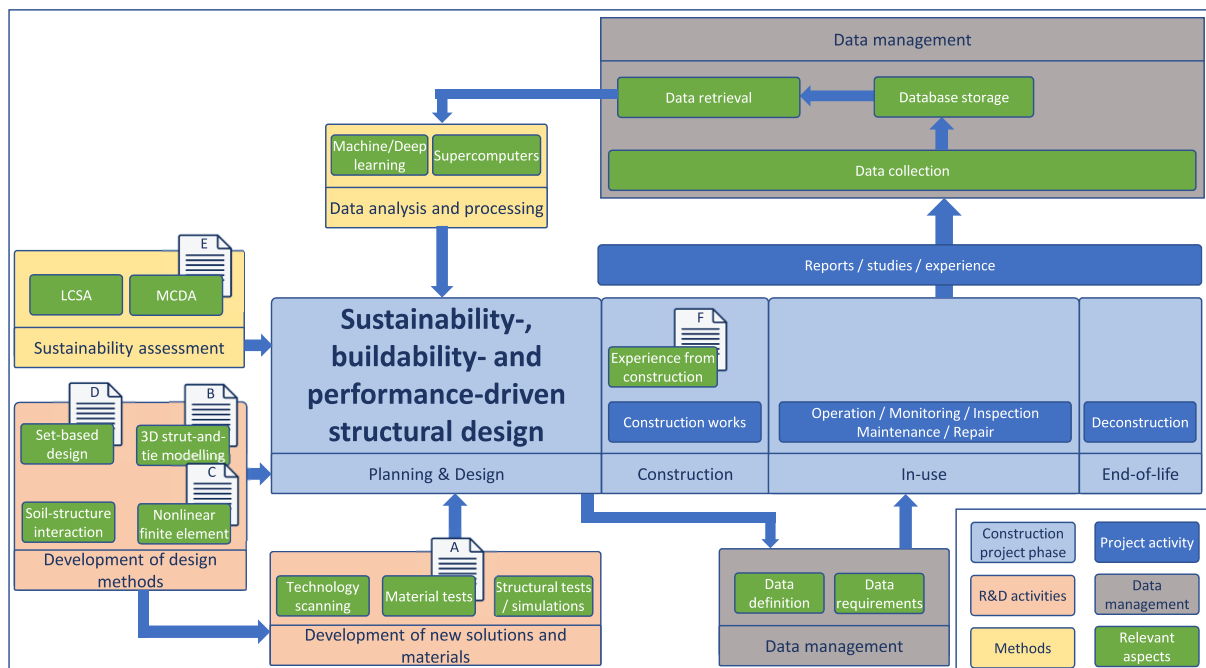 Data management
Data retrieval
Database storage
Data collection
Machine/Deep
learning
Supercomputers
Data analysis and processing
Reports / studies / experience
E
LCSA
MCDA
Sustainability assessment
Sustainability-,
buildability- and
performance-driven
structural design
Planning & Design
F
Experience from
construction
Construction works
Construction
Operation / Monitoring / Inspection
Maintenance / Repair
In-use
Deconstruction
End-of-life
D
B
Set-based
design
3D strut-and-
tie modelling
C
Soil-structure
interaction
Nonlinear
finite element
Development of design
methods
A
Technology
scanning
Material tests
Structural tests
/ simulations
Development of new solutions and
materials
Data
definition
Data
requirements
Data management
Construction
project phase
Project activity
R&D activities
Data
management
Methods
Relevant
aspects